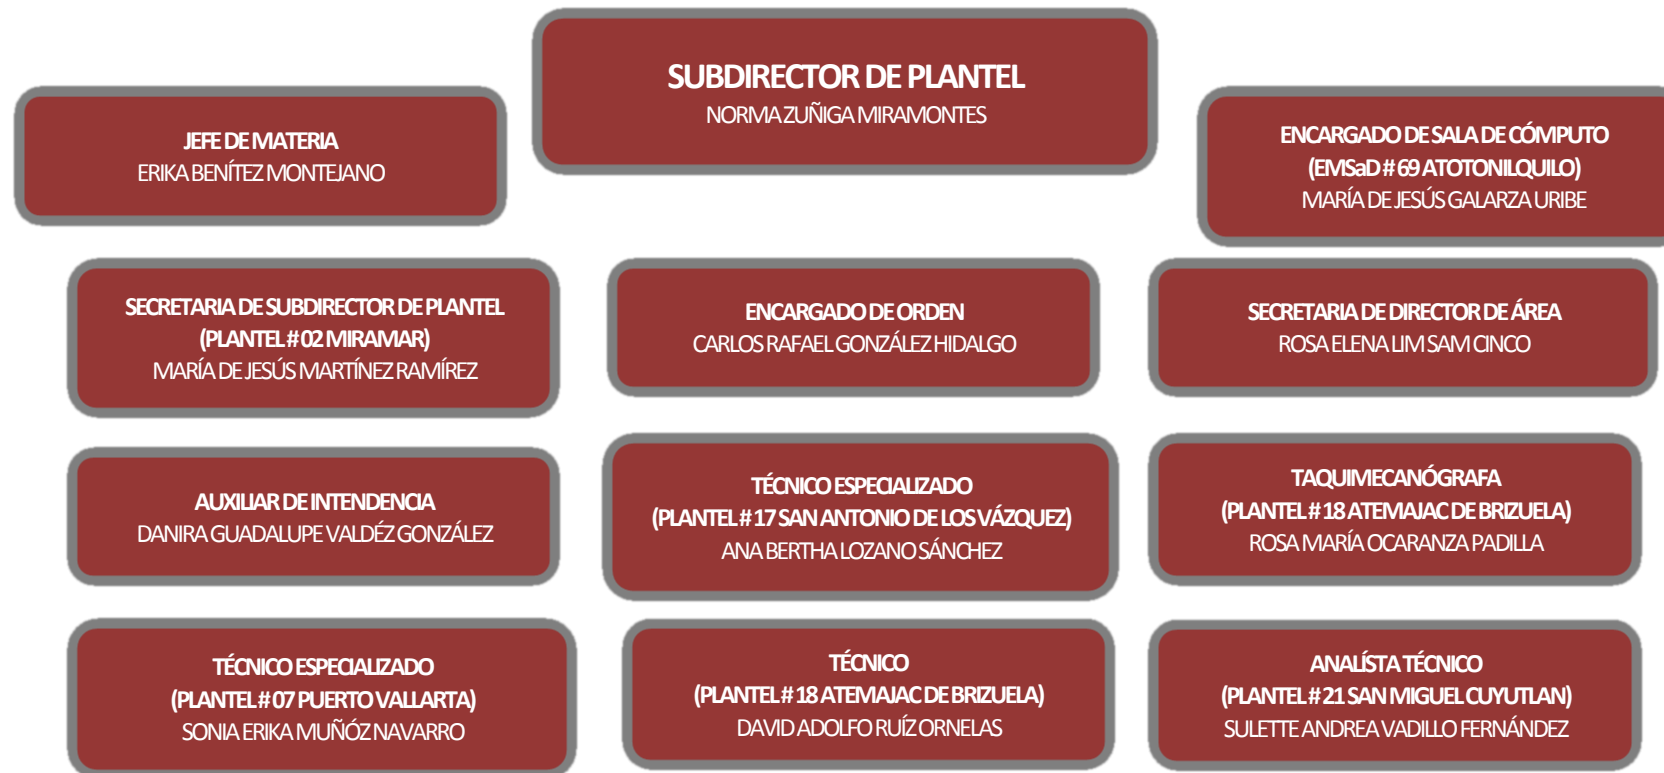 SUBDIRECTOR DE PLANTEL
NORMA ZUÑIGA MIRAMONTES
JEFE DE MATERIA
ERIKA BENÍTEZ MONTEJANO
ENCARGADO DE SALA DE CÓMPUTO
(EMSaD # 69 ATOTONILQUILO)
MARÍA DE JESÚS GALARZA URIBE
SECRETARIA DE SUBDIRECTOR DE PLANTEL
(PLANTEL # 02 MIRAMAR)
MARÍA DE JESÚS MARTÍNEZ RAMÍREZ
ENCARGADO DE ORDEN
CARLOS RAFAEL GONZÁLEZ HIDALGO
SECRETARIA DE DIRECTOR DE ÁREA
ROSA ELENA LIM SAM CINCO
AUXILIAR DE INTENDENCIA
DANIRA GUADALUPE VALDÉZ GONZÁLEZ
TÉCNICO ESPECIALIZADO
(PLANTEL # 17 SAN ANTONIO DE LOS VÁZQUEZ)
ANA BERTHA LOZANO SÁNCHEZ
TAQUIMECANÓGRAFA
(PLANTEL # 18 ATEMAJAC DE BRIZUELA)
ROSA MARÍA OCARANZA PADILLA
TÉCNICO ESPECIALIZADO
(PLANTEL # 07 PUERTO VALLARTA)
SONIA ERIKA MUÑÓZ NAVARRO
TÉCNICO
(PLANTEL # 18 ATEMAJAC DE BRIZUELA)
DAVID ADOLFO RUÍZ ORNELAS
ANALÍSTA TÉCNICO
(PLANTEL # 21 SAN MIGUEL CUYUTLAN)
SULETTE ANDREA VADILLO FERNÁNDEZ